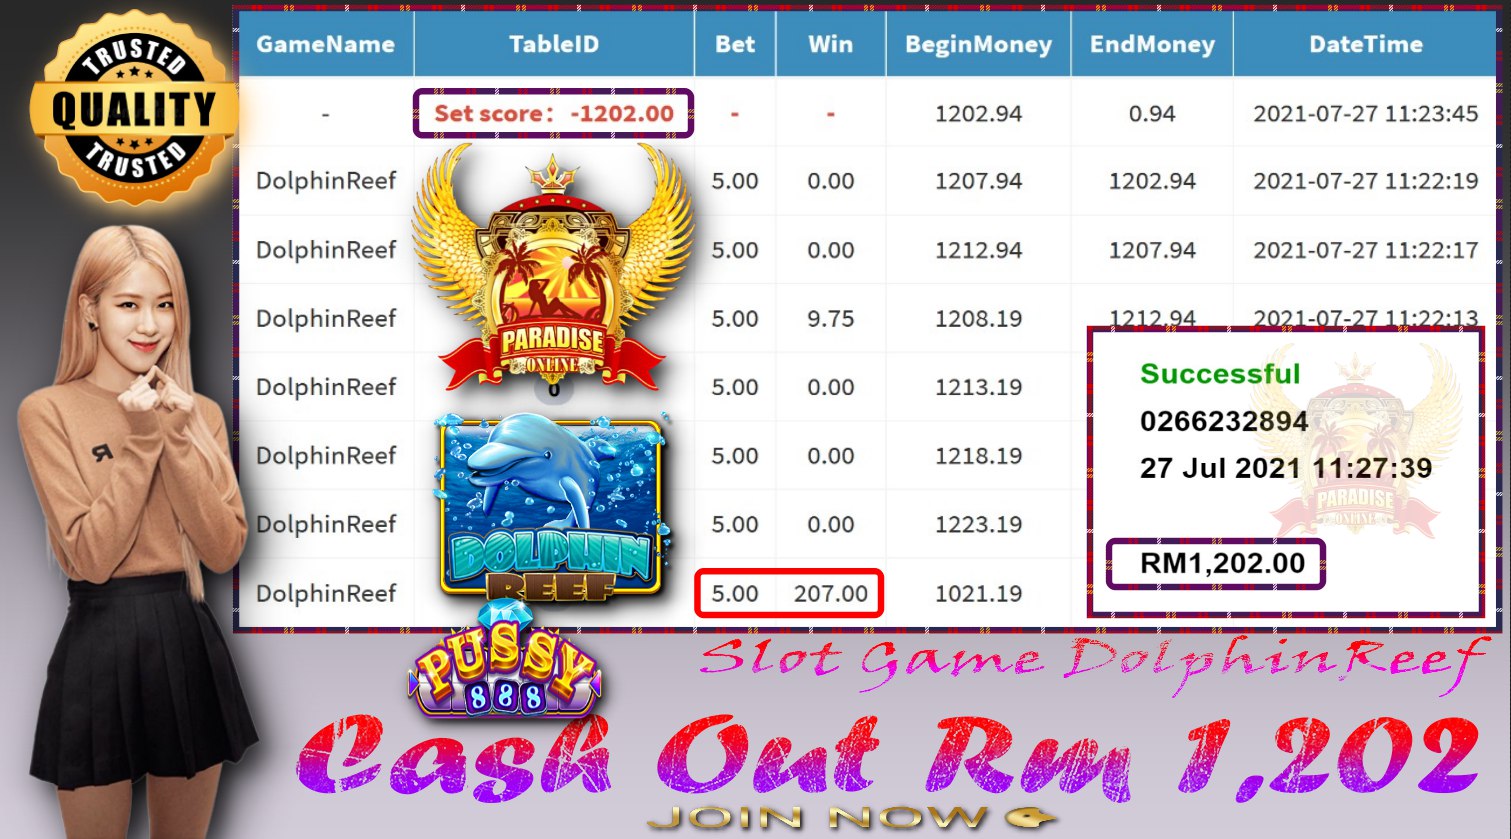 TRUSTED
QUALITY
TRUSTED
GameName TableID Bet Win BeginMoney EndMoney DateTime
- Set score: -1202.00 - - 1202.94 0.94 2021-07-27 11:23:45
DolphinReef 5.00 0.00 1207.94 1202.94 2021-07-27 11:22:19
DolphinReef 5.00 0.00 1212.94 1207.94 2021-07-27 11:22:17
DolphinReef 5.00 9.75 1208.19 1212.94 2021-07-27 11:22:13
DolphinReef 0 5.00 0.00 1213.19
DolphinReef 5.00 0.00 1218.19
DolphinReef 5.00 0.00 1223.19
DolphinReef 5.00 207.00 1021.19
PARADISE
ONLINE
DOLPHIN
REEF
PUSSY
888
Successful
0266232894
27 Jul 2021 11:27:39
PARADISE
ONLINE
RM1,202.00
Slot Game DolphinReef
Cash Out Rm 1,202
JOIN NOW